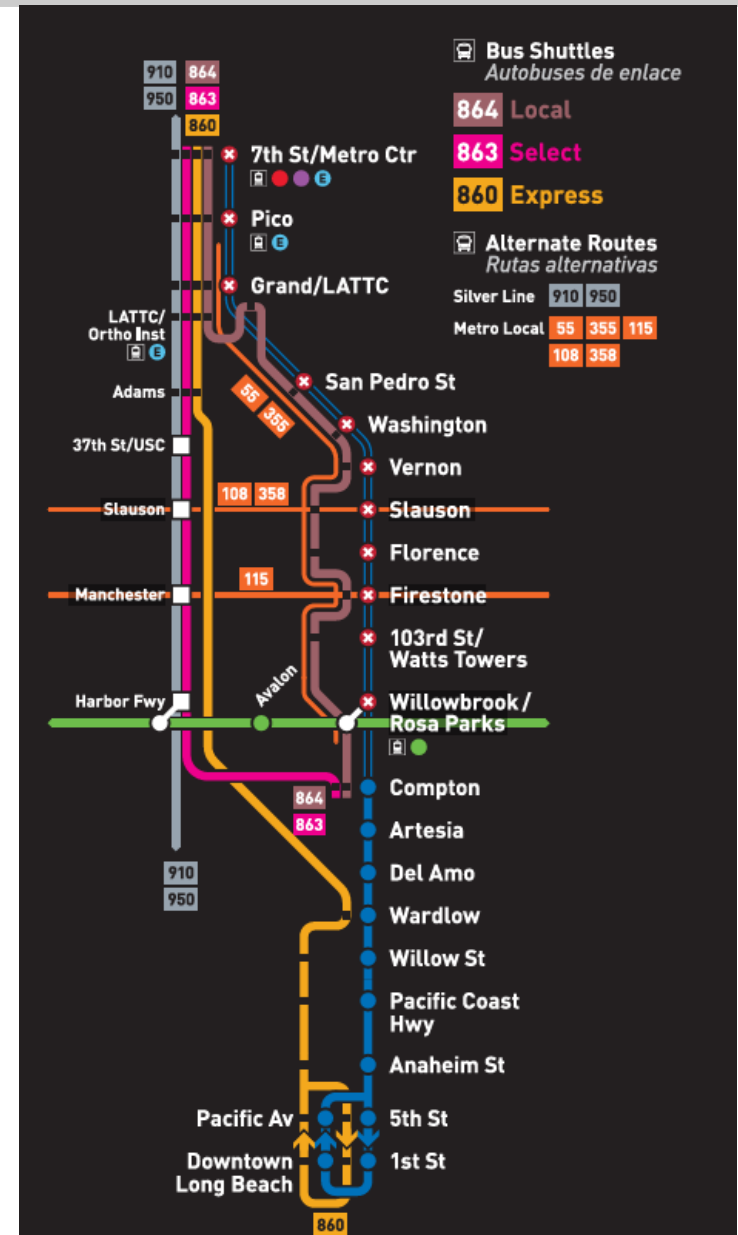 910 864
950 863
860
Bus Shuttles
Autobuses de enlace
864 Local
863 Select
860 Express
Alternate Routes
Rutas alternativas
Silver Line 910 950
Metro Local 55 355 115
108 358
7th St/Metro Ctr
E
Pico
E
Grand/LATTC
LATTC/
Ortho Inst
E
San Pedro St
Adams
55 355
Washington
37th St/USC
Vernon
108 358
Slauson
Slauson
Florence
115
Manchester
Firestone
103rd St/
Watts Towers
Harbor Fwy
Avalon
Willowbrook/
Rosa Parks
864
863
Compton
Artesia
910
950
Del Amo
Wardlow
Willow St
Pacific Coast
Hwy
Anaheim St
Pacific Av
5th St
Downtown
Long Beach
1st St
860